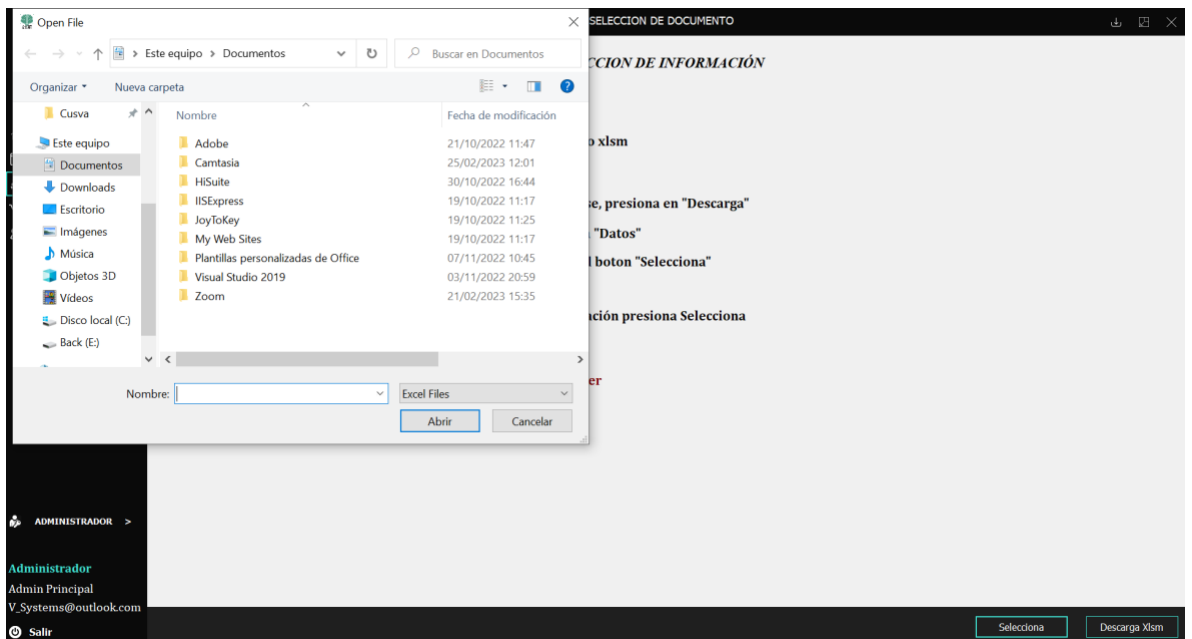 Open File
SELECCION DE DOCUMENTO
Este equipo > Documentos
Buscar en Documentos
CCION DE INFORMACIÓN
Organizar
Nueva carpeta
Cusva
Este equipo
Documentos
Downloads
Escritorio
Imágenes
Música
Objetos 3D
Vídeos
Disco local (C:)
Back (E:)
Nombre Fecha de modificación
Adobe 21/10/2022 11:47
Camtasia 25/02/2023 12:01
HiSuite 30/10/2022 16:44
IISExpress 19/10/2022 11:17
JoyToKey 19/10/2022 11:25
My Web Sites 19/10/2022 11:17
Plantillas personalizadas de Office 07/11/2022 10:45
Visual Studio 2019 03/11/2022 20:59
Zoom 21/02/2023 15:35
Nombre:
Excel Files
Abrir
Cancelar
o xlsm
se, presiona en "Descarga"
"Datos"
l boton "Selecciona"
ación presiona Selecciona
er
ADMINISTRADOR >
Administrador
Admin Principal
V_Systems@outlook.com
Salir
Selecciona
Descarga Xlsm